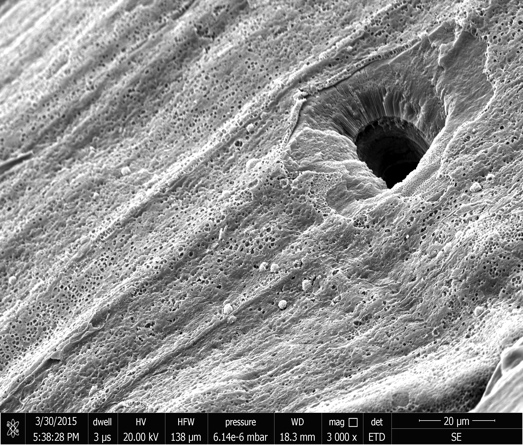 3/30/2015 dwell HV HFW pressure WD mag □ det 20 μm
5:38:28 PM 3 μs 20.00 kV 138 μm 6.14e-6 mbar 18.3 mm 3 000 x ETD SE